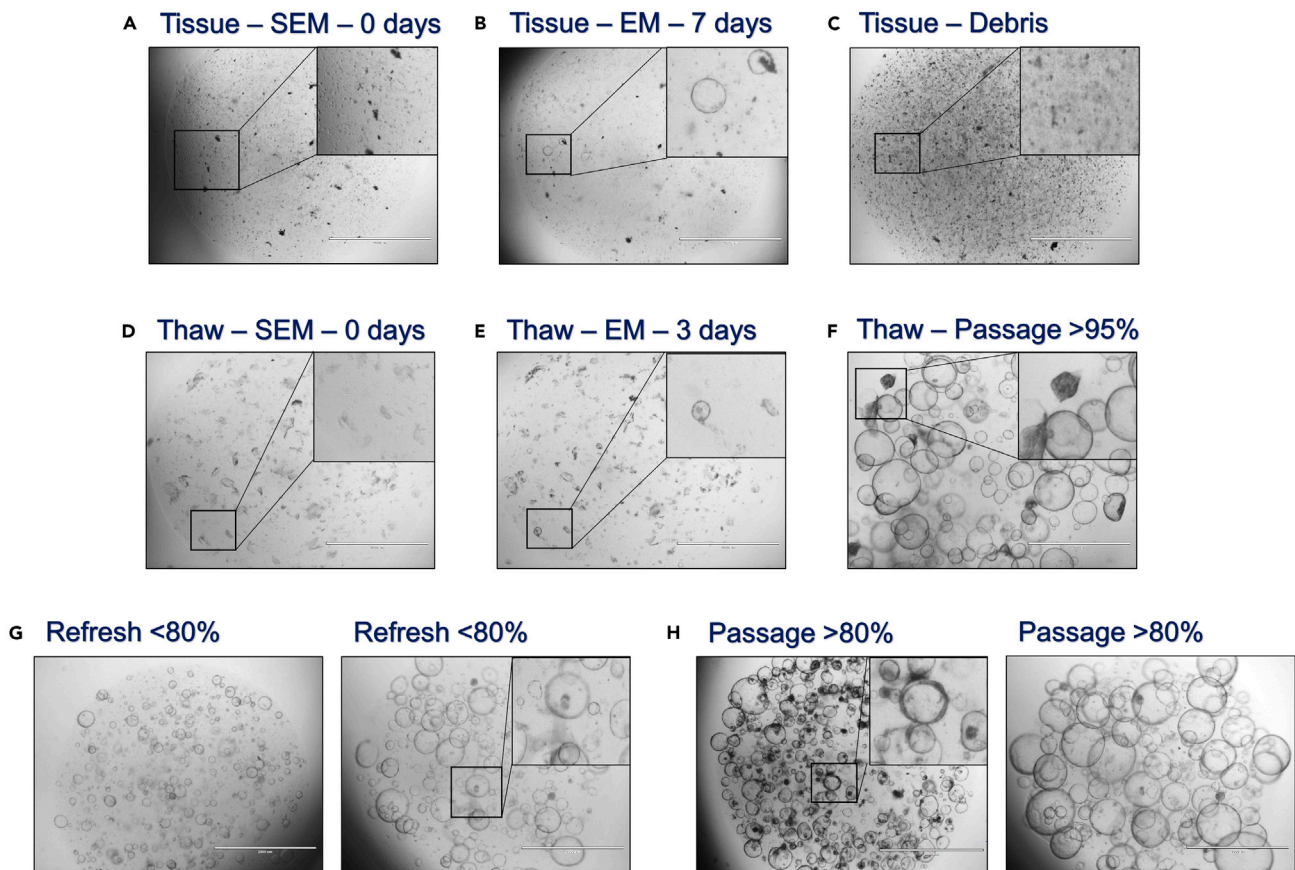 A Tissue – SEM – 0 days
B Tissue – EM – 7 days
C Tissue – Debris
D Thaw – SEM – 0 days
E Thaw – EM – 3 days
F Thaw – Passage >95%
G Refresh <80%
Refresh <80%
H Passage >80%
Passage >80%